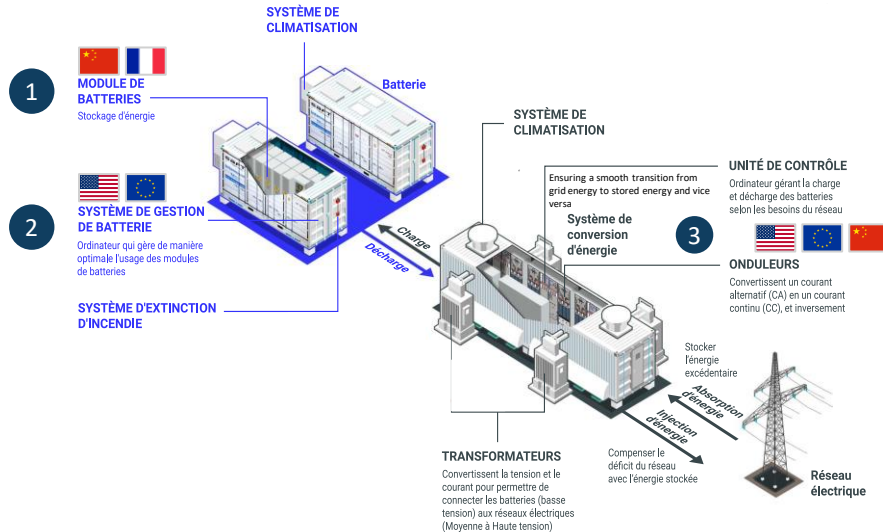 SYSTÈME DE
CLIMATISATION
1
MODULE DE
BATTERIES
Stockage d'énergie
Batterie
2
SYSTÈME DE GESTION
DE BATTERIE
Ordinateur qui gère de manière
optimale l'usage des modules
de batteries
SYSTÈME D'EXTINCTION
D'INCENDIE
Charge
Décharge
SYSTÈME DE
CLIMATISATION
Ensuring a smooth transition from
grid energy to stored energy and vice
versa
Système de
conversion
d'énergie
3
UNITÉ DE CONTRÔLE
Ordinateur gérant la charge
et décharge des batteries
selon les besoins du réseau
ONDULEURS
Convertissent un courant
alternatif (CA) en un courant
continu (CC), et inversement
Stocker
l'énergie
excédentaire
Absorption
d'énergie
Injection
d'énergie
Compenser le
déficit du réseau
avec l'énergie stockée
TRANSFORMATEURS
Convertissent la tension et le
courant pour permettre de
connecter les batteries (basse
tension) aux réseaux électriques
(Moyenne à Haute tension)
Réseau
électrique